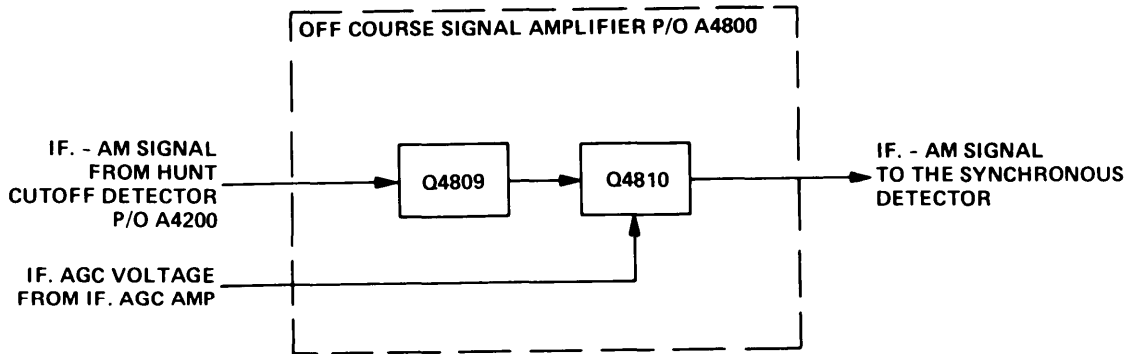 OFF COURSE SIGNAL AMPLIFIER P/O A4800
IF. - AM SIGNAL
FROM HUNT
CUTOFF DETECTOR
P/O A4200
Q4809
Q4810
IF. - AM SIGNAL
TO THE SYNCHRONOUS
DETECTOR
IF. AGC VOLTAGE
FROM IF. AGC AMP